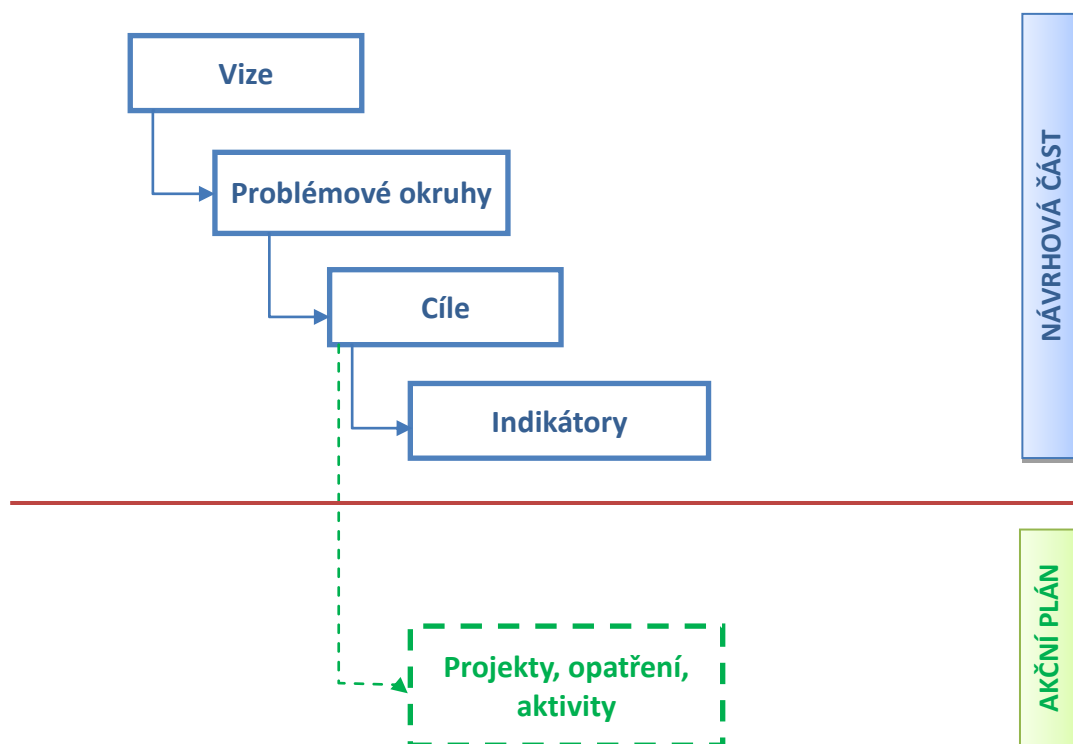 Vize
Problémové okruhy
Cíle
Indikátory
NÁVRHOVÁ ČÁST
Projekty, opatření,
aktivity
AKČNÍ PLÁN